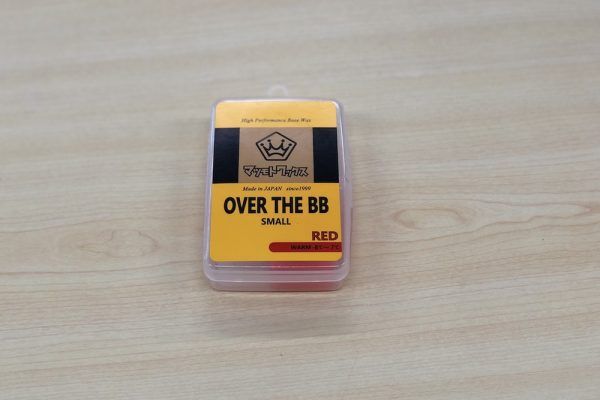 High Performance Base Wax
マツモトワックス
Made in JAPAN since1999
OVER THE BB
SMALL
RED